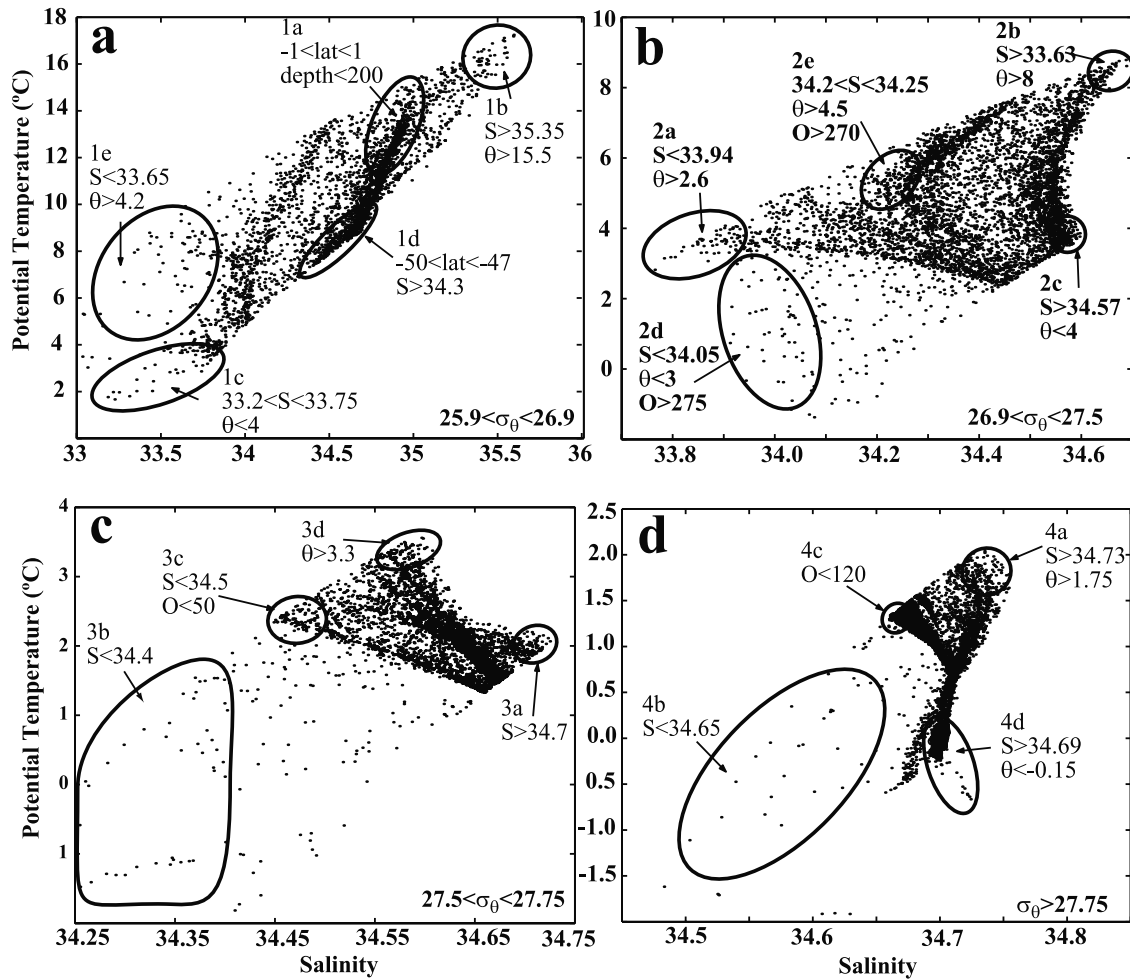 a
18
16
14
12
10
8
6
4
2
Potential Temperature (ºC)
1a
-1<lat<1
depth<200
1b
S>35.35
θ>15.5
1e
S<33.65
θ>4.2
1d
-50<lat<-47
S>34.3
1c
33.2<S<33.75
θ<4
25.9<σθ<26.9
33 33.5 34 34.5 35 35.5 36
b
10
8
6
4
2
0
2b
S>33.63
θ>8
2e
34.2<S<34.25
θ>4.5
O>270
2a
S<33.94
θ>2.6
2c
S>34.57
θ<4
2d
S<34.05
θ<3
O>275
26.9<σθ<27.5
33.8 34.0 34.2 34.4 34.6
c
4
3
2
1
0
1
Potential Temperature (ºC)
3d
θ>3.3
3c
S<34.5
O<50
3b
S<34.4
3a
S>34.7
27.5<σθ<27.75
34.25 34.35 34.45 34.55 34.65 34.75
Salinity
d
2.5
2.0
1.5
1.0
0.5
0.0
-0.5
-1.0
-1.5
4a
S>34.73
θ>1.75
4c
O<120
4b
S<34.65
4d
S>34.69
θ<-0.15
σθ>27.75
34.5 34.6 34.7 34.8
Salinity